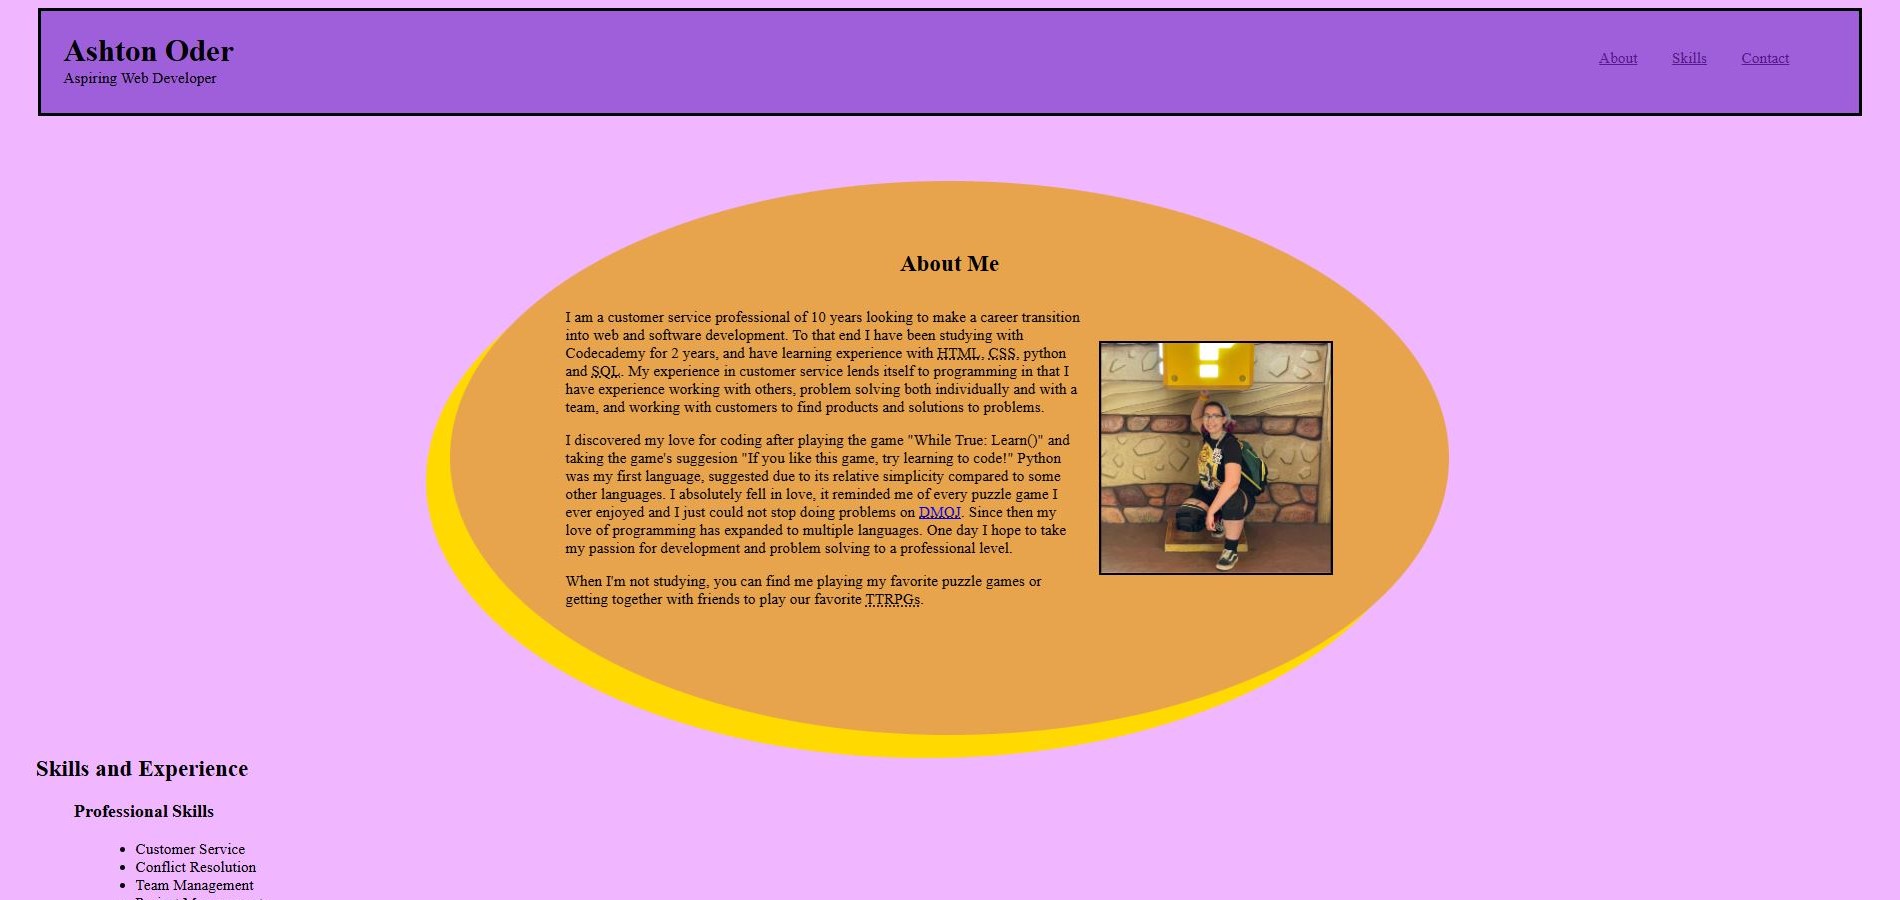 Ashton Oder
Aspiring Web Developer
About Skills Contact
About Me
I am a customer service professional of 10 years looking to make a career transition
into web and software development. To that end I have been studying with
Codecademy for 2 years, and have learning experience with HTML, CSS, python
and SQL. My experience in customer service lends itself to programming in that I
have experience working with others, problem solving both individually and with a
team, and working with customers to find products and solutions to problems.
I discovered my love for coding after playing the game "While True: Learn()" and
taking the game's suggesion "If you like this game, try learning to code!" Python
was my first language, suggested due to its relative simplicity compared to some
other languages. I absolutely fell in love, it reminded me of every puzzle game I
ever enjoyed and I just could not stop doing problems on DMOJ. Since then my
love of programming has expanded to multiple languages. One day I hope to take
my passion for development and problem solving to a professional level.
When I'm not studying, you can find me playing my favorite puzzle games or
getting together with friends to play our favorite TTRPGs.
Skills and Experience
Professional Skills
Customer Service
Conflict Resolution
Team Management